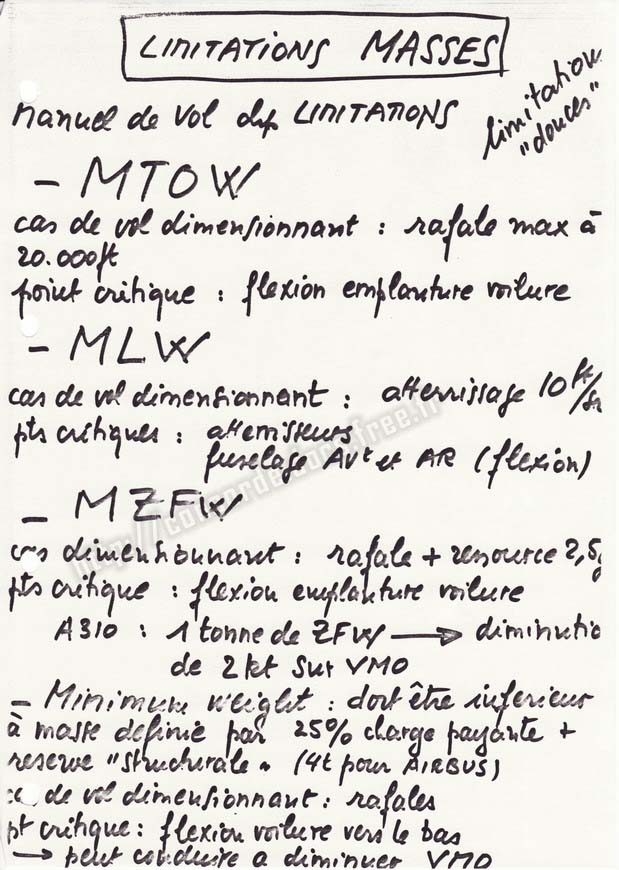 LIMITATIONS MASSES
limitation
"douces"
Manuel de vol chp LIMITATIONS
- MTOW
cas de vol dimensionnant : rafale max à
20.000ft
point critique : flexion emplanture voilure
- MLW
cas de vol dimensionnant : atterrissage 10 ft/
pts critiques : atterrisseurs
fuselage AVt et AR (flexion)
- MZFW
cas dimensionnant : rafale + ressource 2,5g
pts critique : flexion emplanture voilure
A310 : 1 tonne de ZFW → diminutio
de 2kt sur VMO
- Minimum weight : doit être inferieur
à masse definie par 25% charge payante +
reserve "structurale" (4t pour AIRBUS)
de vol dimensionnant : rafales
pt critique : flexion voilure vers le bas
→ peut conduire a diminuer VMO